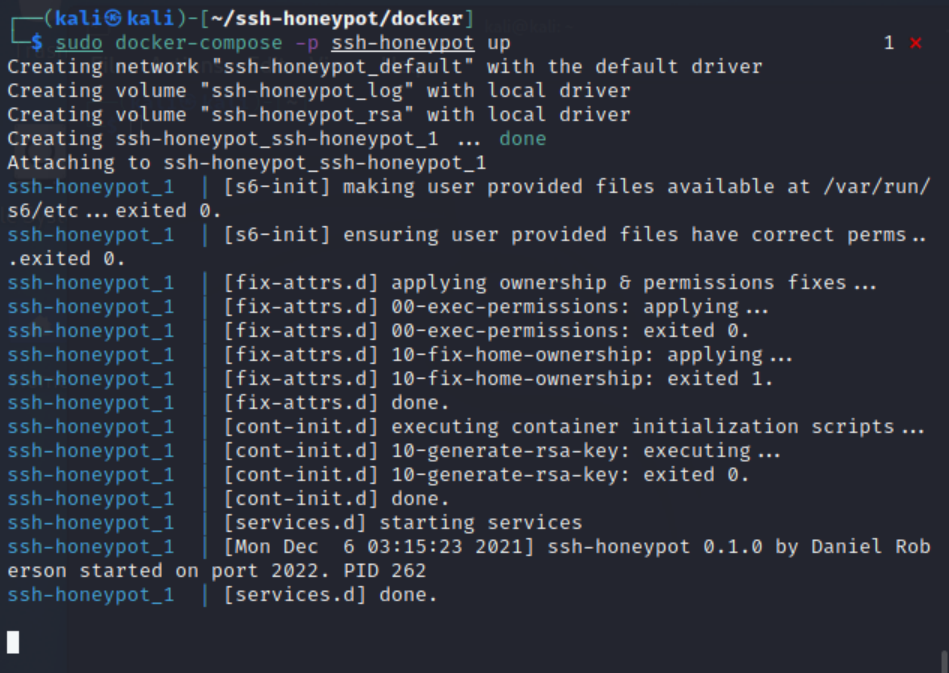 ┌──(kali㉿kali)-[~/ssh-honeypot/docker]
└─$ sudo docker-compose -p ssh-honeypot up 1 ⨯
Creating network "ssh-honeypot_default" with the default driver
Creating volume "ssh-honeypot_log" with local driver
Creating volume "ssh-honeypot_rsa" with local driver
Creating ssh-honeypot_ssh-honeypot_1 ... done
Attaching to ssh-honeypot_ssh-honeypot_1
ssh-honeypot_1  | [s6-init] making user provided files available at /var/run/
s6/etc...exited 0.
ssh-honeypot_1  | [s6-init] ensuring user provided files have correct perms..
.exited 0.
ssh-honeypot_1  | [fix-attrs.d] applying ownership & permissions fixes...
ssh-honeypot_1  | [fix-attrs.d] 00-exec-permissions: applying...
ssh-honeypot_1  | [fix-attrs.d] 00-exec-permissions: exited 0.
ssh-honeypot_1  | [fix-attrs.d] 10-fix-home-ownership: applying...
ssh-honeypot_1  | [fix-attrs.d] 10-fix-home-ownership: exited 1.
ssh-honeypot_1  | [fix-attrs.d] done.
ssh-honeypot_1  | [cont-init.d] executing container initialization scripts...
ssh-honeypot_1  | [cont-init.d] 10-generate-rsa-key: executing...
ssh-honeypot_1  | [cont-init.d] 10-generate-rsa-key: exited 0.
ssh-honeypot_1  | [cont-init.d] done.
ssh-honeypot_1  | [services.d] starting services
ssh-honeypot_1  | [Mon Dec  6 03:15:23 2021] ssh-honeypot 0.1.0 by Daniel Rob
erson started on port 2022. PID 262
ssh-honeypot_1  | [services.d] done.